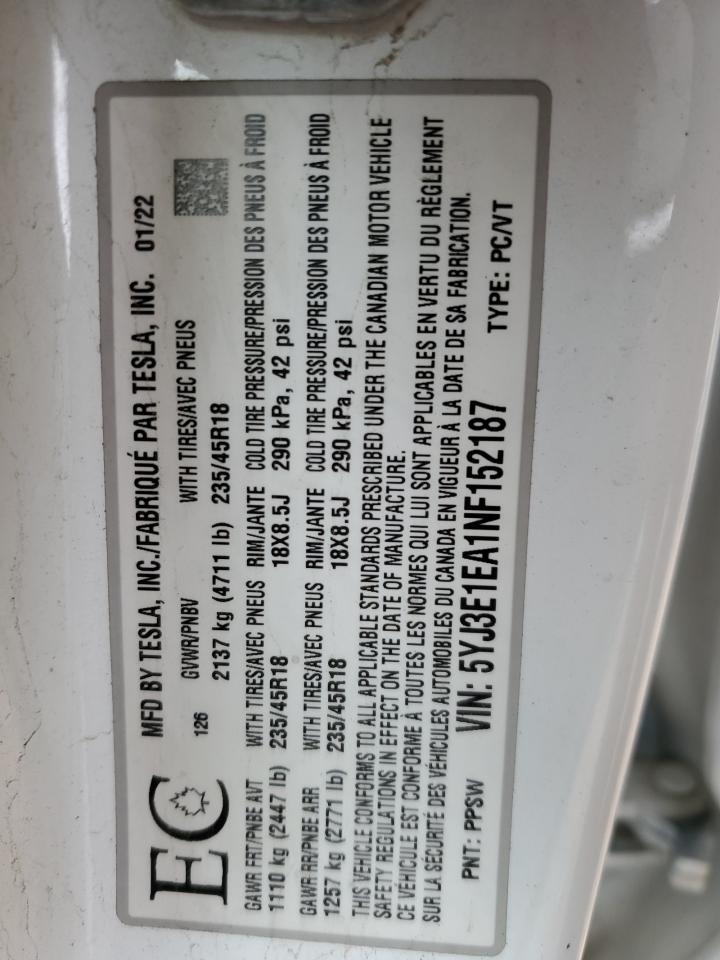 EC
MFD BY TESLA, INC./FABRIQUÉ PAR TESLA, INC. 01/22
126 GVWR/PNBV WITH TIRES/AVEC PNEUS
2137 kg (4711 lb) 235/45R18
GAWR FRT/PNBE AVT WITH TIRES/AVEC PNEUS RIM/JANTE COLD TIRE PRESSURE/PRESSION DES PNEUS À FROID
1110 kg (2447 lb) 235/45R18 18X8.5J 290 kPa, 42 psi
GAWR RR/PNBE ARR WITH TIRES/AVEC PNEUS RIM/JANTE COLD TIRE PRESSURE/PRESSION DES PNEUS À FROID
1257 kg (2771 lb) 235/45R18 18X8.5J 290 kPa, 42 psi
THIS VEHICLE CONFORMS TO ALL APPLICABLE STANDARDS PRESCRIBED UNDER THE CANADIAN MOTOR VEHICLE
SAFETY REGULATIONS IN EFFECT ON THE DATE OF MANUFACTURE.
CE VÉHICULE EST CONFORME À TOUTES LES NORMES QUI LUI SONT APPLICABLES EN VERTU DU RÈGLEMENT
SUR LA SÉCURITÉ DES VÉHICULES AUTOMOBILES DU CANADA EN VIGUEUR À LA DATE DE SA FABRICATION.
PNT: PPSW VIN: 5YJ3E1EA1NF152187 TYPE: PC/VT